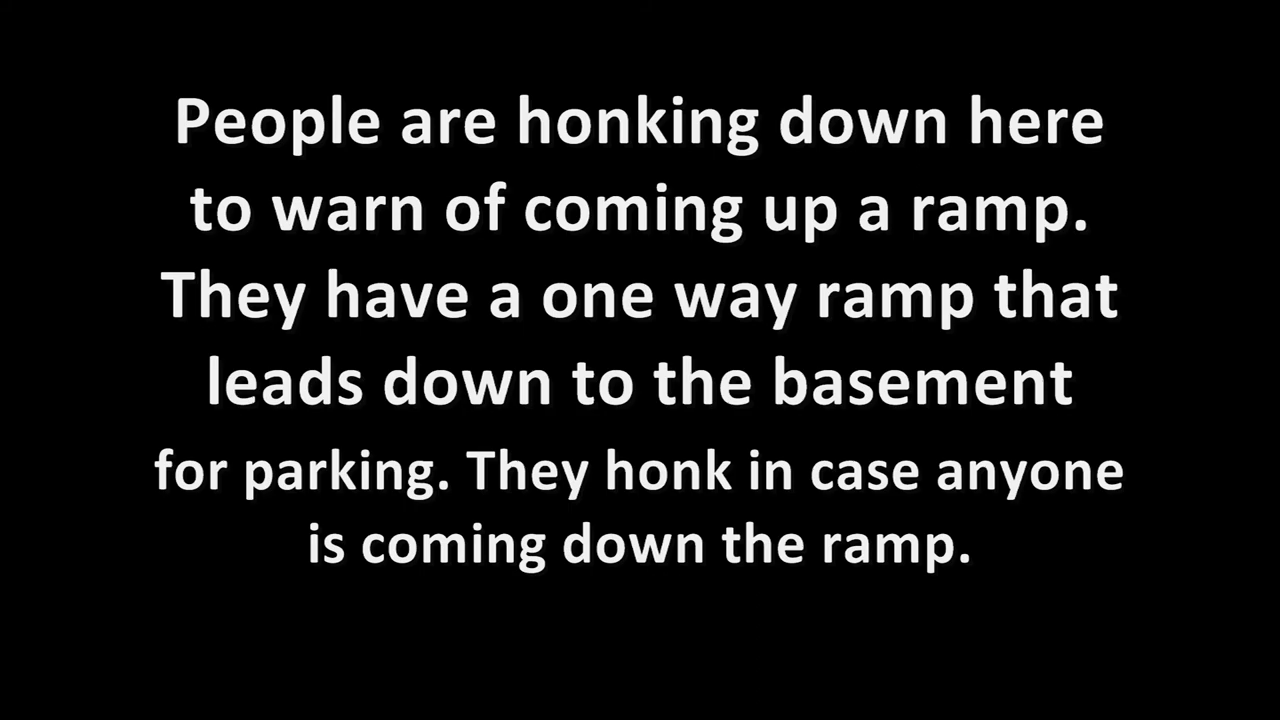 People are honking down here
to warn of coming up a ramp.
They have a one way ramp that
leads down to the basement
for parking. They honk in case anyone
is coming down the ramp.